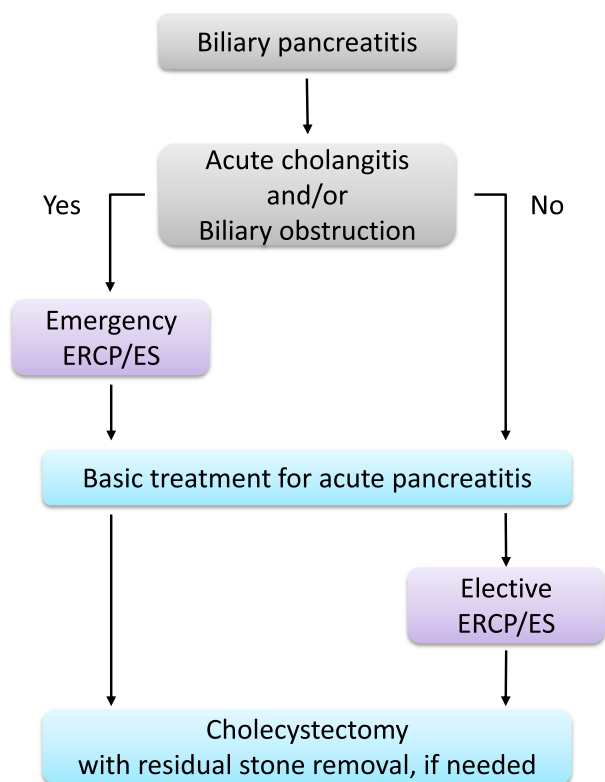 Biliary pancreatitis
Acute cholangitis
and/or
Biliary obstruction
Yes
No
Emergency
ERCP/ES
Basic treatment for acute pancreatitis
Elective
ERCP/ES
Cholecystectomy
with residual stone removal, if needed